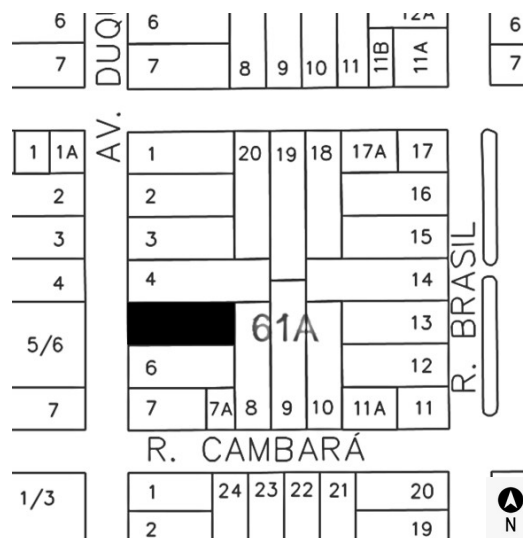 6 6 12A 6
7 7 8 9 10 11 11B 11A 7
AV. DUQU
1 1A 1 20 19 18 17A 17
2 2 16
3 3 15
4 4 14
R. BRASIL
61A 13
5/6
6 12
7 7 7A 8 9 10 11A 11
R. CAMBARÁ
1/3 1 24 23 22 21 20
2 19
N